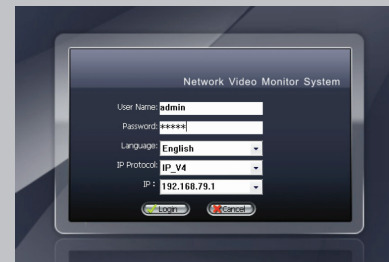 Network Video Monitor System
User Name: admin
Password: *****
Language: English
IP Protocol: IP_V4
IP : 192.168.79.1
Login Cancel